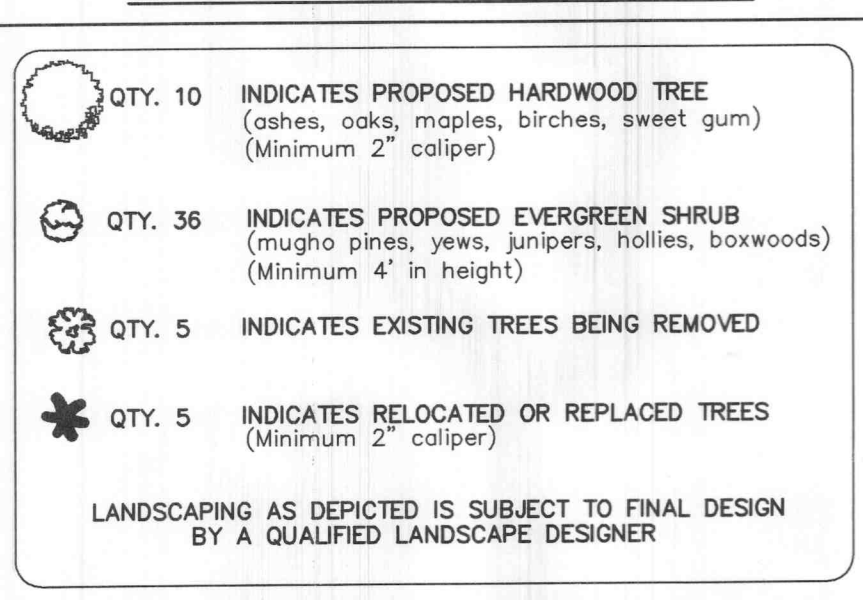 QTY. 10 INDICATES PROPOSED HARDWOOD TREE
(ashes, oaks, maples, birches, sweet gum)
(Minimum 2" caliper)
QTY. 36 INDICATES PROPOSED EVERGREEN SHRUB
(mugho pines, yews, junipers, hollies, boxwoods)
(Minimum 4' in height)
QTY. 5 INDICATES EXISTING TREES BEING REMOVED
QTY. 5 INDICATES RELOCATED OR REPLACED TREES
(Minimum 2" caliper)
LANDSCAPING AS DEPICTED IS SUBJECT TO FINAL DESIGN
BY A QUALIFIED LANDSCAPE DESIGNER